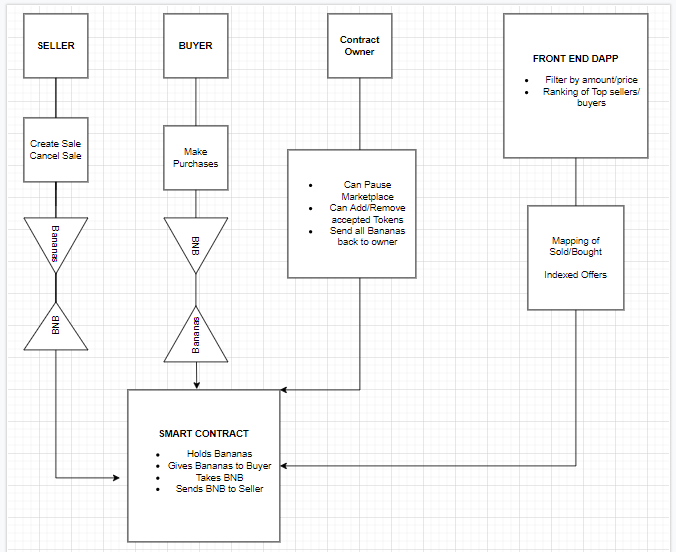 SELLER
BUYER
Contract
Owner
FRONT END DAPP
• Filter by amount/price
• Ranking of Top sellers/
buyers
Create Sale
Cancel Sale
Make
Purchases
• Can Pause
Marketplace
• Can Add/Remove
accepted Tokens
• Send all Bananas
back to owner
Mapping of
Sold/Bought
Indexed Offers
Bananas
BNB
BNB
Bananas
SMART CONTRACT
• Holds Bananas
• Gives Bananas to Buyer
• Takes BNB
• Sends BNB to Seller